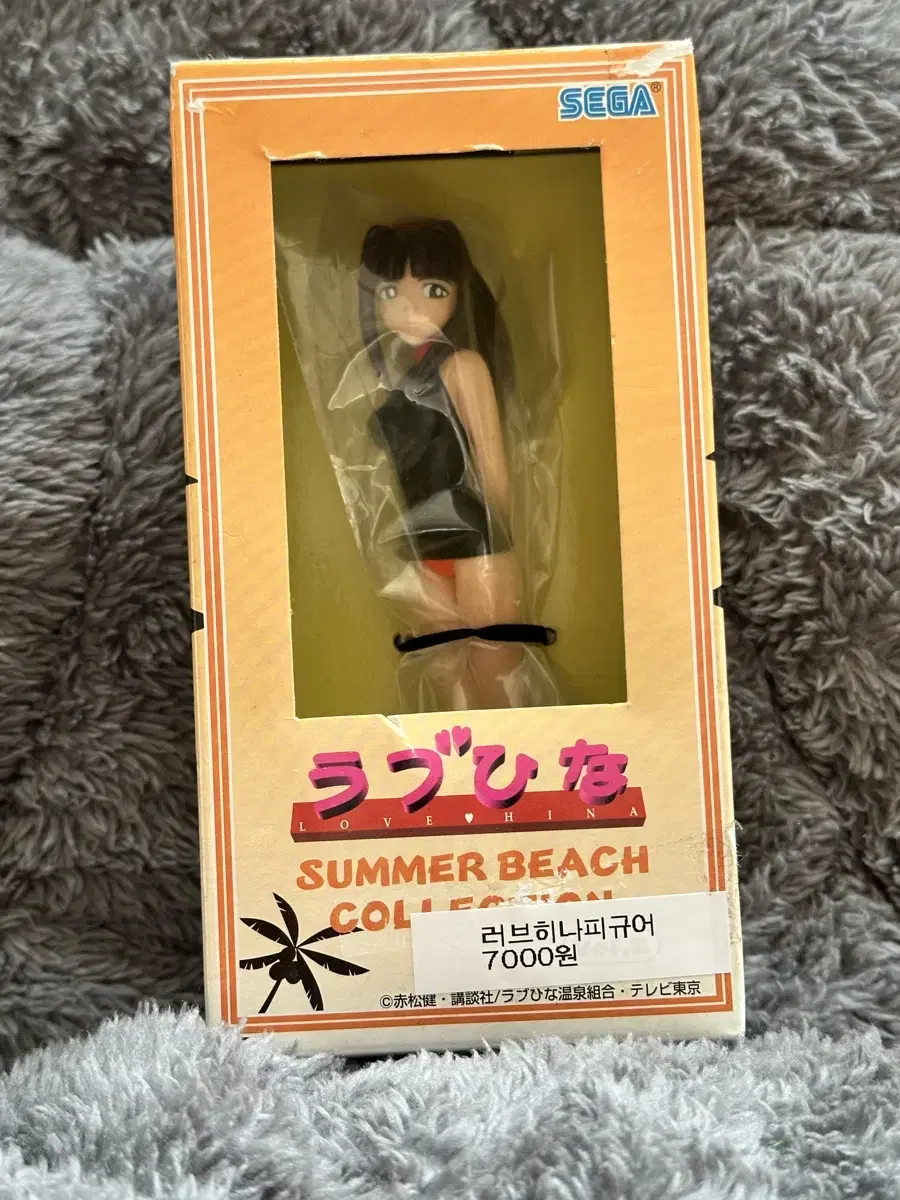 SEGA®
ラブひな
LOVE♥HINA
SUMMER BEACH
COLLECTION
러브히나피규어
7000원
©赤松健・講談社/ラブひな温泉組合・テレビ東京